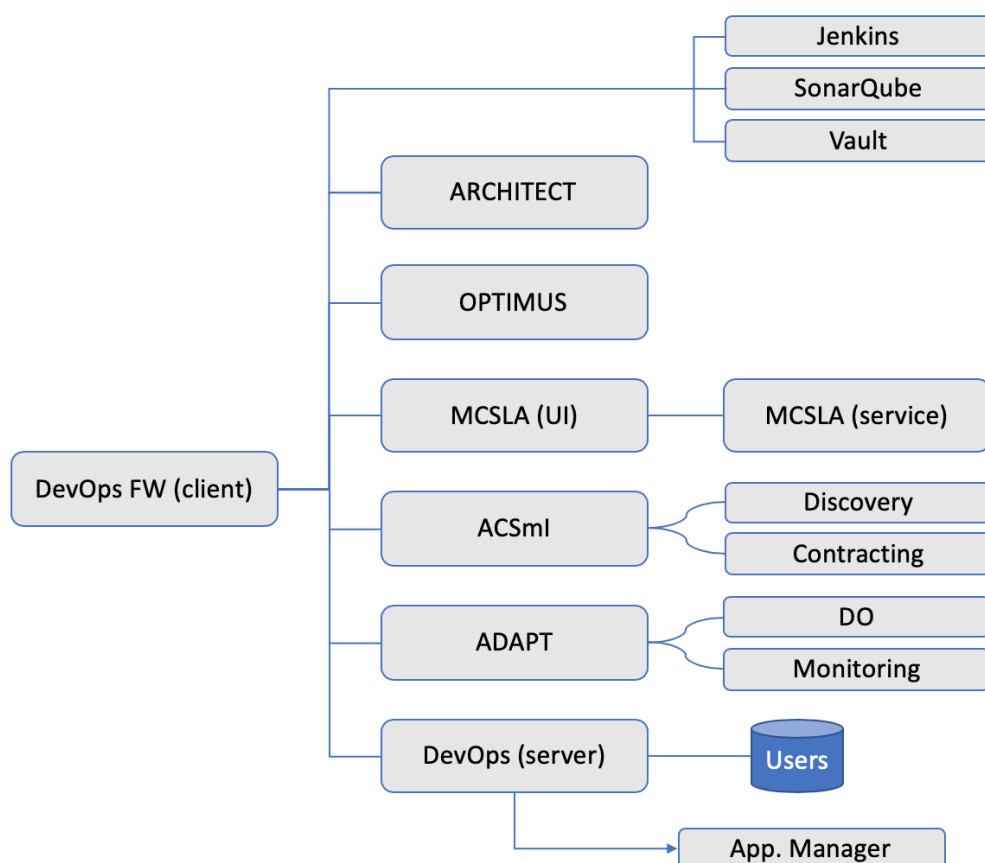 Jenkins
SonarQube
Vault
ARCHITECT
OPTIMUS
MCSLA (UI)
MCSLA (service)
DevOps FW (client)
Discovery
ACSmI
Contracting
DO
ADAPT
Monitoring
DevOps (server)
Users
App. Manager